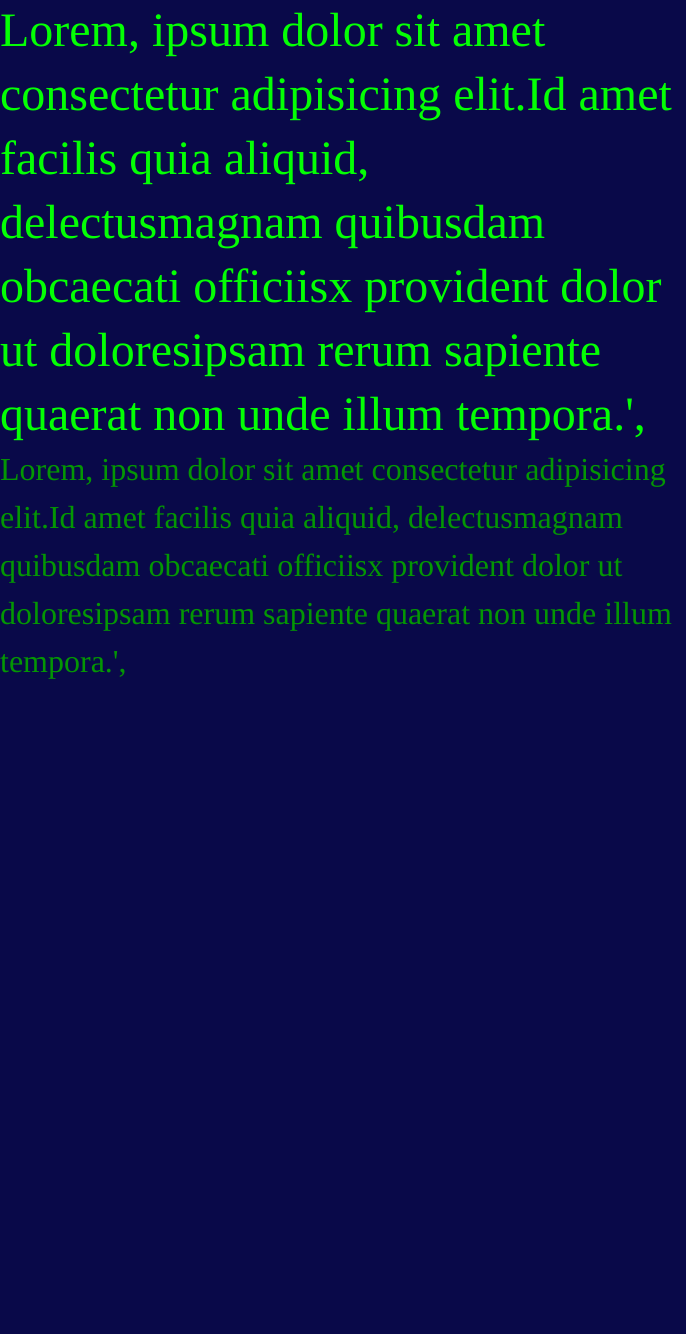 Lorem, ipsum dolor sit amet
consectetur adipisicing elit.Id amet
facilis quia aliquid,
delectusmagnam quibusdam
obcaecati officiisx provident dolor
ut doloresipsam rerum sapiente
quaerat non unde illum tempora.',
Lorem, ipsum dolor sit amet consectetur adipisicing
elit.Id amet facilis quia aliquid, delectusmagnam
quibusdam obcaecati officiisx provident dolor ut
doloresipsam rerum sapiente quaerat non unde illum
tempora.',